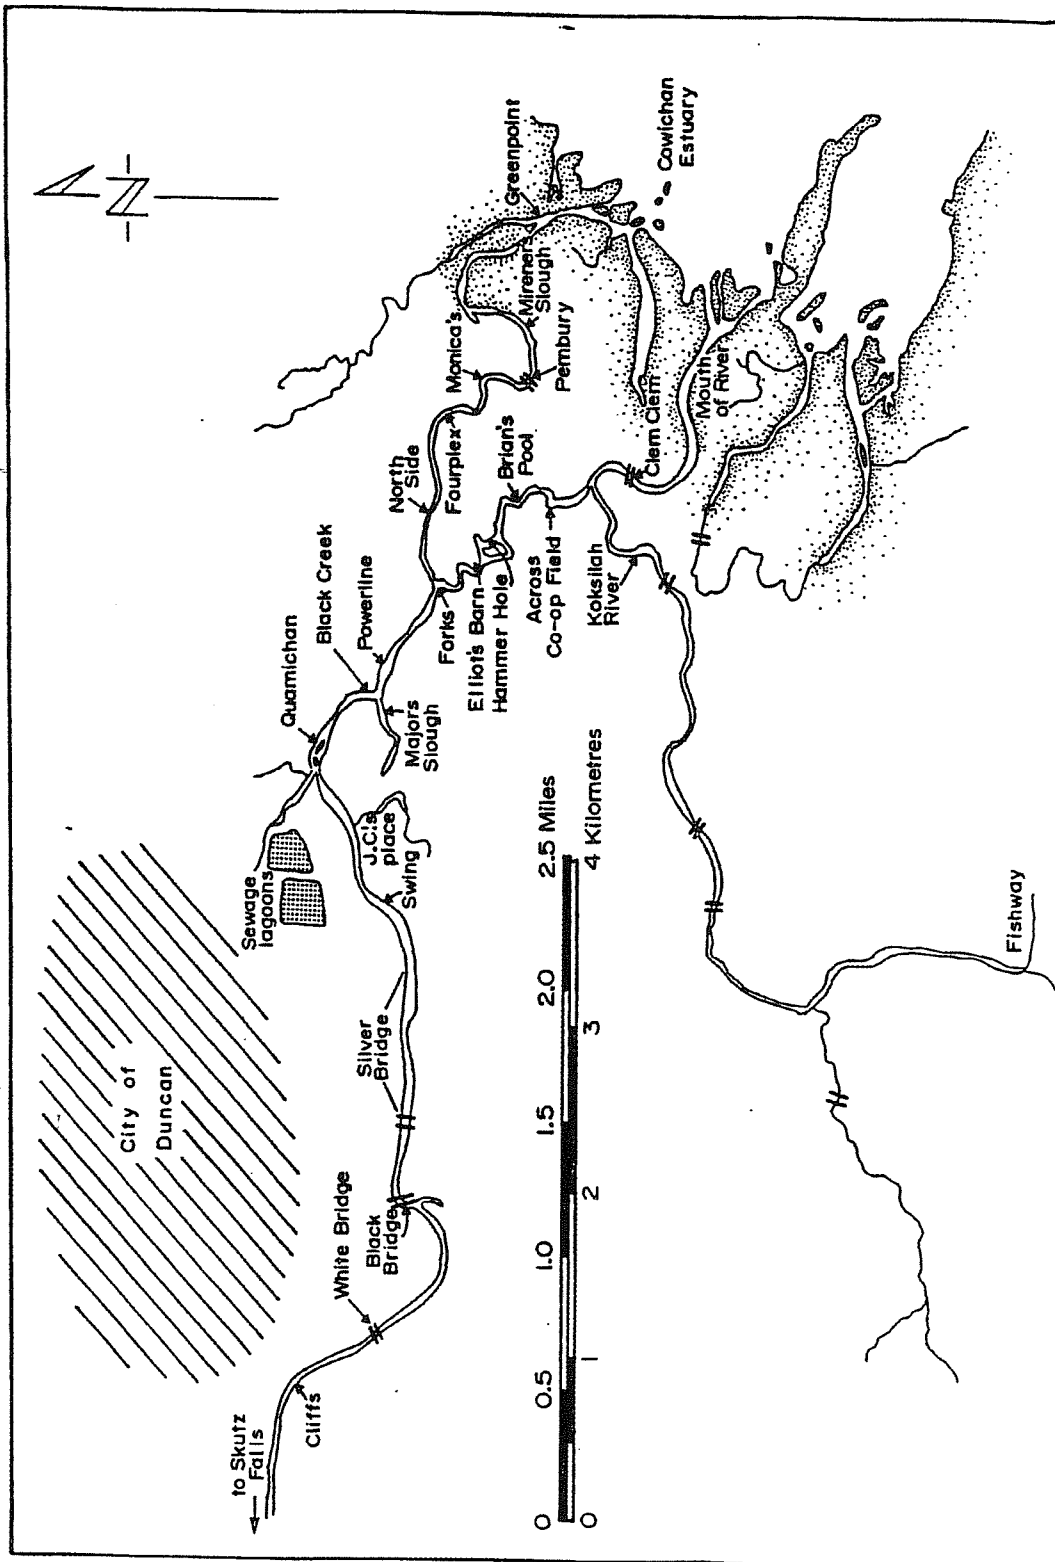 to Skutz
Falls
Cliffs
White Bridge
Black
Bridge
Silver
Bridge
City of
Duncan
Sewage
lagoons
Swing
J.C.'s
place
Quamichan
Majors
Slough
Black Creek
Powerline
Forks
Elliot's Barn
Hammer Hole
North
Side
Fourplex
Brian's
Pool
Across
Co-op Field
Koksilah
River
Monica's
Pembury
Mireners
Slough
Greenpoint
Clem Clem
Mouth
of River
Cowichan
Estuary
N
0 0.5 1.0 1.5 2.0 2.5 Miles
0 1 2 3 4 Kilometres
Fishway